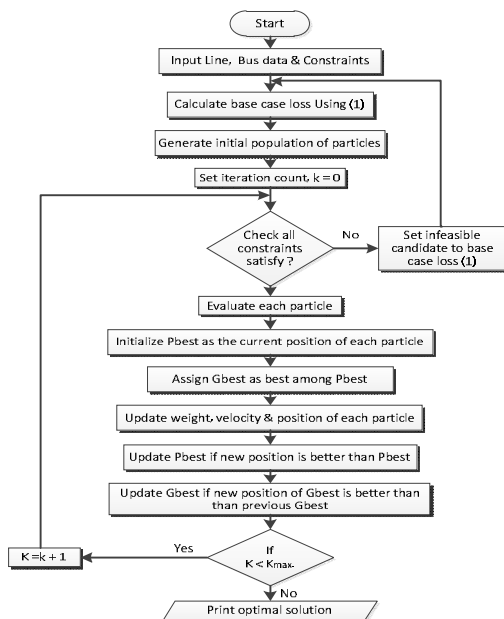 Start
Input Line, Bus data & Constraints
Calculate base case loss Using (1)
Generate initial population of particles
Set iteration count, k = 0
Check all
constraints
satisfy ?
No
Set infeasible
candidate to base
case loss (1)
Evaluate each particle
Initialize Pbest as the current position of each particle
Assign Gbest as best among Pbest
Update weight, velocity & position of each particle
Update Pbest if new position is better than Pbest
Update Gbest if new position of Gbest is better than
than previous Gbest
If
K < Kmax.
Yes
K =k + 1
No
Print optimal solution